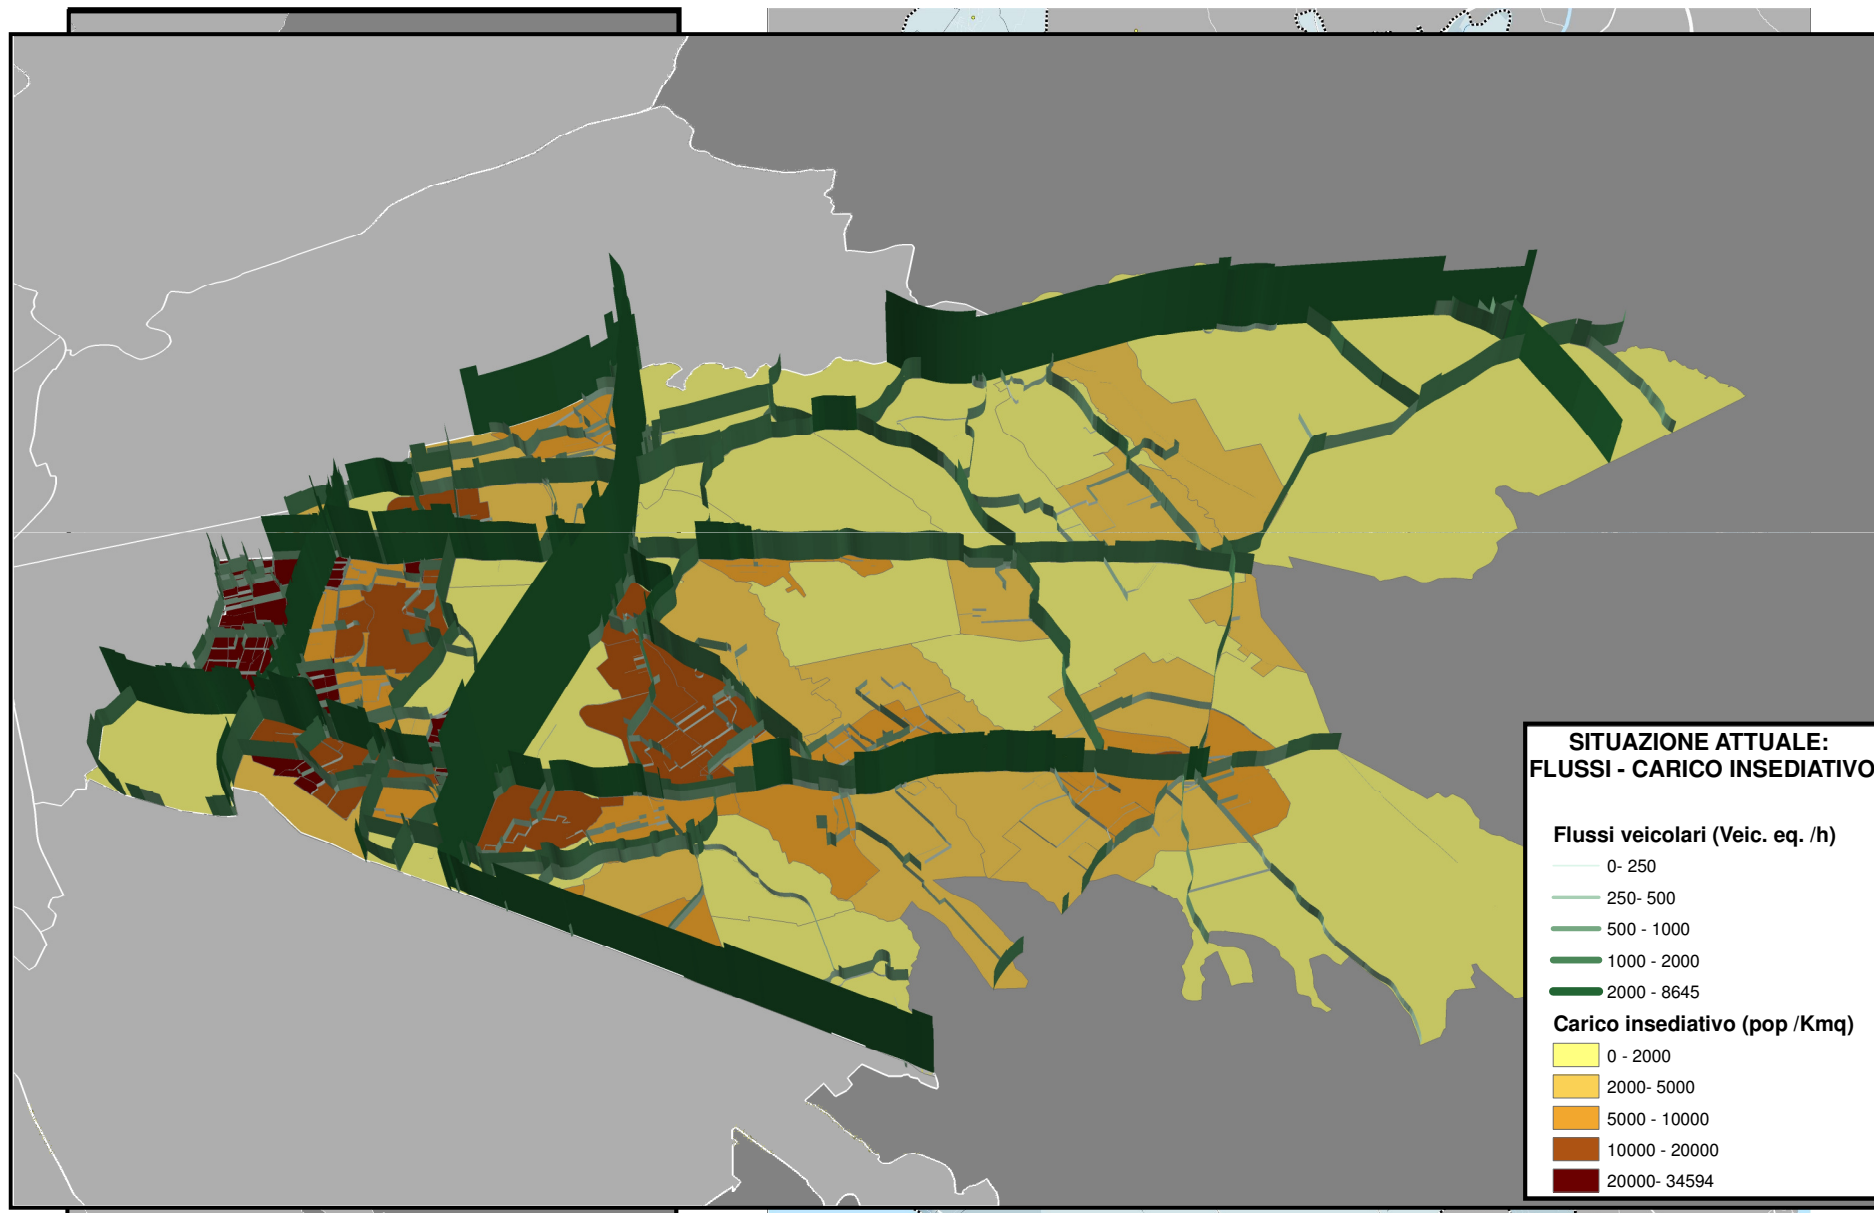 SITUAZIONE ATTUALE:
FLUSSI - CARICO INSEDIATIVO
Flussi veicolari (Veic. eq. /h)
0- 250
250- 500
500 - 1000
1000 - 2000
2000 - 8645
Carico insediativo (pop /Kmq)
0 - 2000
2000- 5000
5000 - 10000
10000 - 20000
20000- 34594